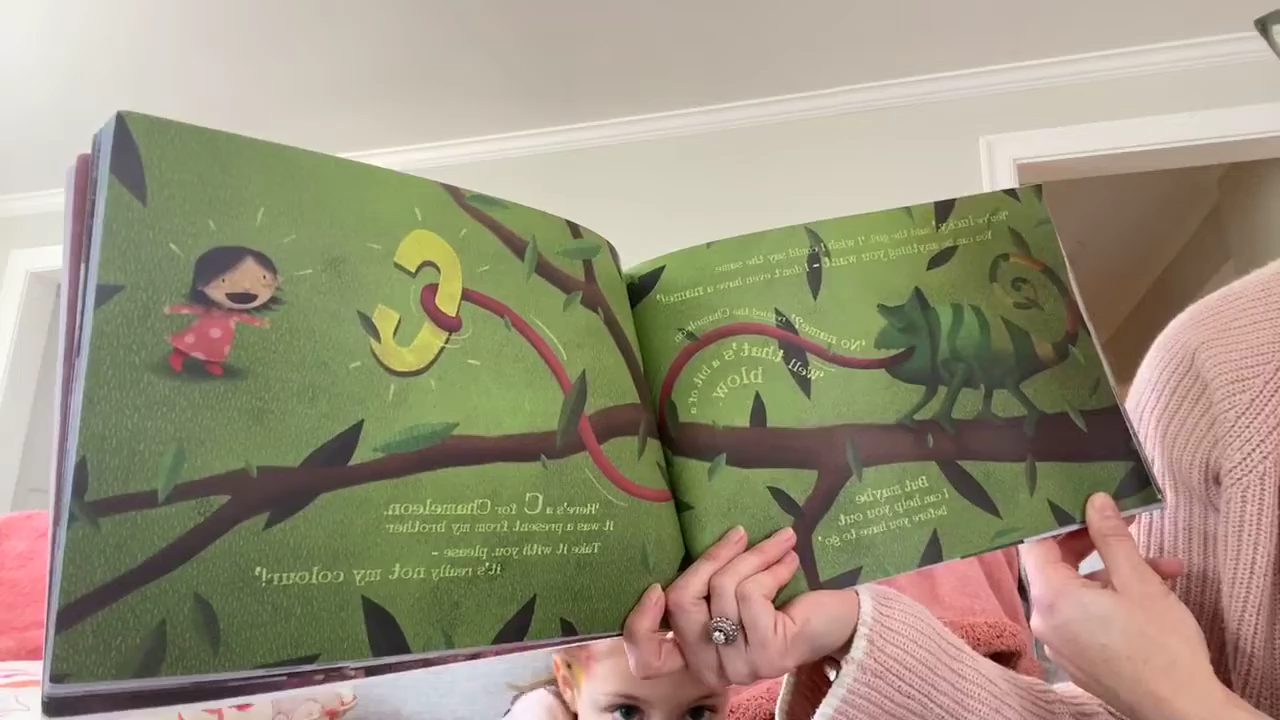 "You're lucky," said the girl. "I wish I could say the same.
You can be anything you want –
I don't even have a name!"
"No name?" tutted the Chameleon
"Well that's a bit of a
blow.
But maybe
I can help you out
before you have to go"
"Here's a C for Chameleon.
it was a present from my brother
Take it with you, please –
it's really not my colour!"
C